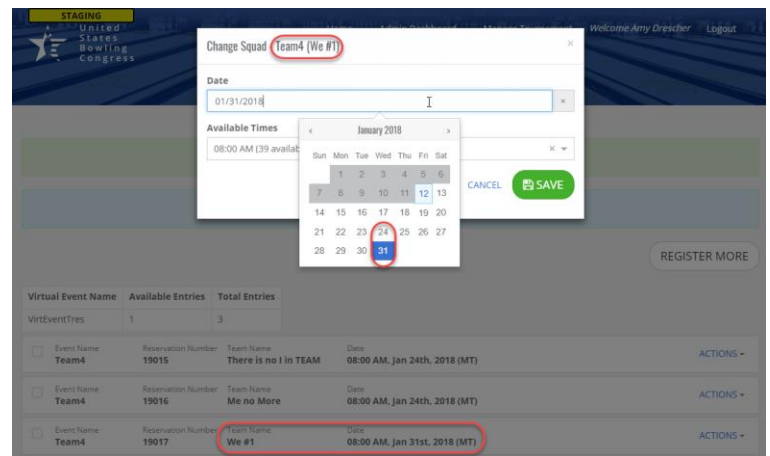 STAGING
United
States
Bowling
Congress
Welcome Amy Drescher Logout
Change Squad (Team4 (We #1)
×
Date
01/31/2018
×
Available Times
08:00 AM (39 availab
× 
‹ January 2018 ›
Sun Mon Tue Wed Thu Fri Sat
1 2 3 4 5 6
7 8 9 10 11 12 13
14 15 16 17 18 19 20
21 22 23 24 25 26 27
28 29 30 31
CANCEL SAVE
REGISTER MORE
Virtual Event Name Available Entries Total Entries
VirtEventTres 1 3
Event Name Reservation Number Team Name Date
Team4 19015 There is no I in TEAM 08:00 AM, Jan 24th, 2018 (MT) ACTIONS
Event Name Reservation Number Team Name Date
Team4 19016 Me no More 08:00 AM, Jan 24th, 2018 (MT) ACTIONS
Event Name Reservation Number Team Name Date
Team4 19017 We #1 08:00 AM, Jan 31st, 2018 (MT) ACTIONS